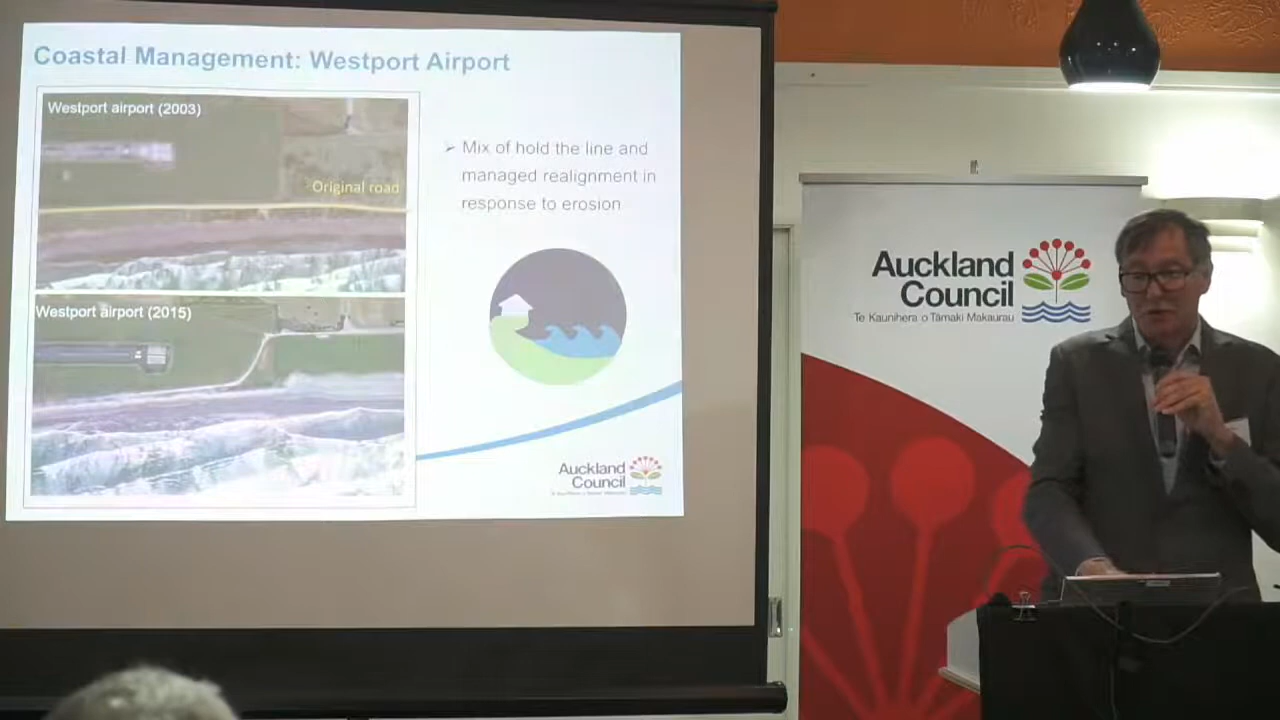 Coastal Management: Westport Airport
Westport airport (2003)
Original road
Westport airport (2015)
➢ Mix of hold the line and
managed realignment in
response to erosion
Auckland
Council
Auckland
Council
Te Kaunihera o Tāmaki Makaurau